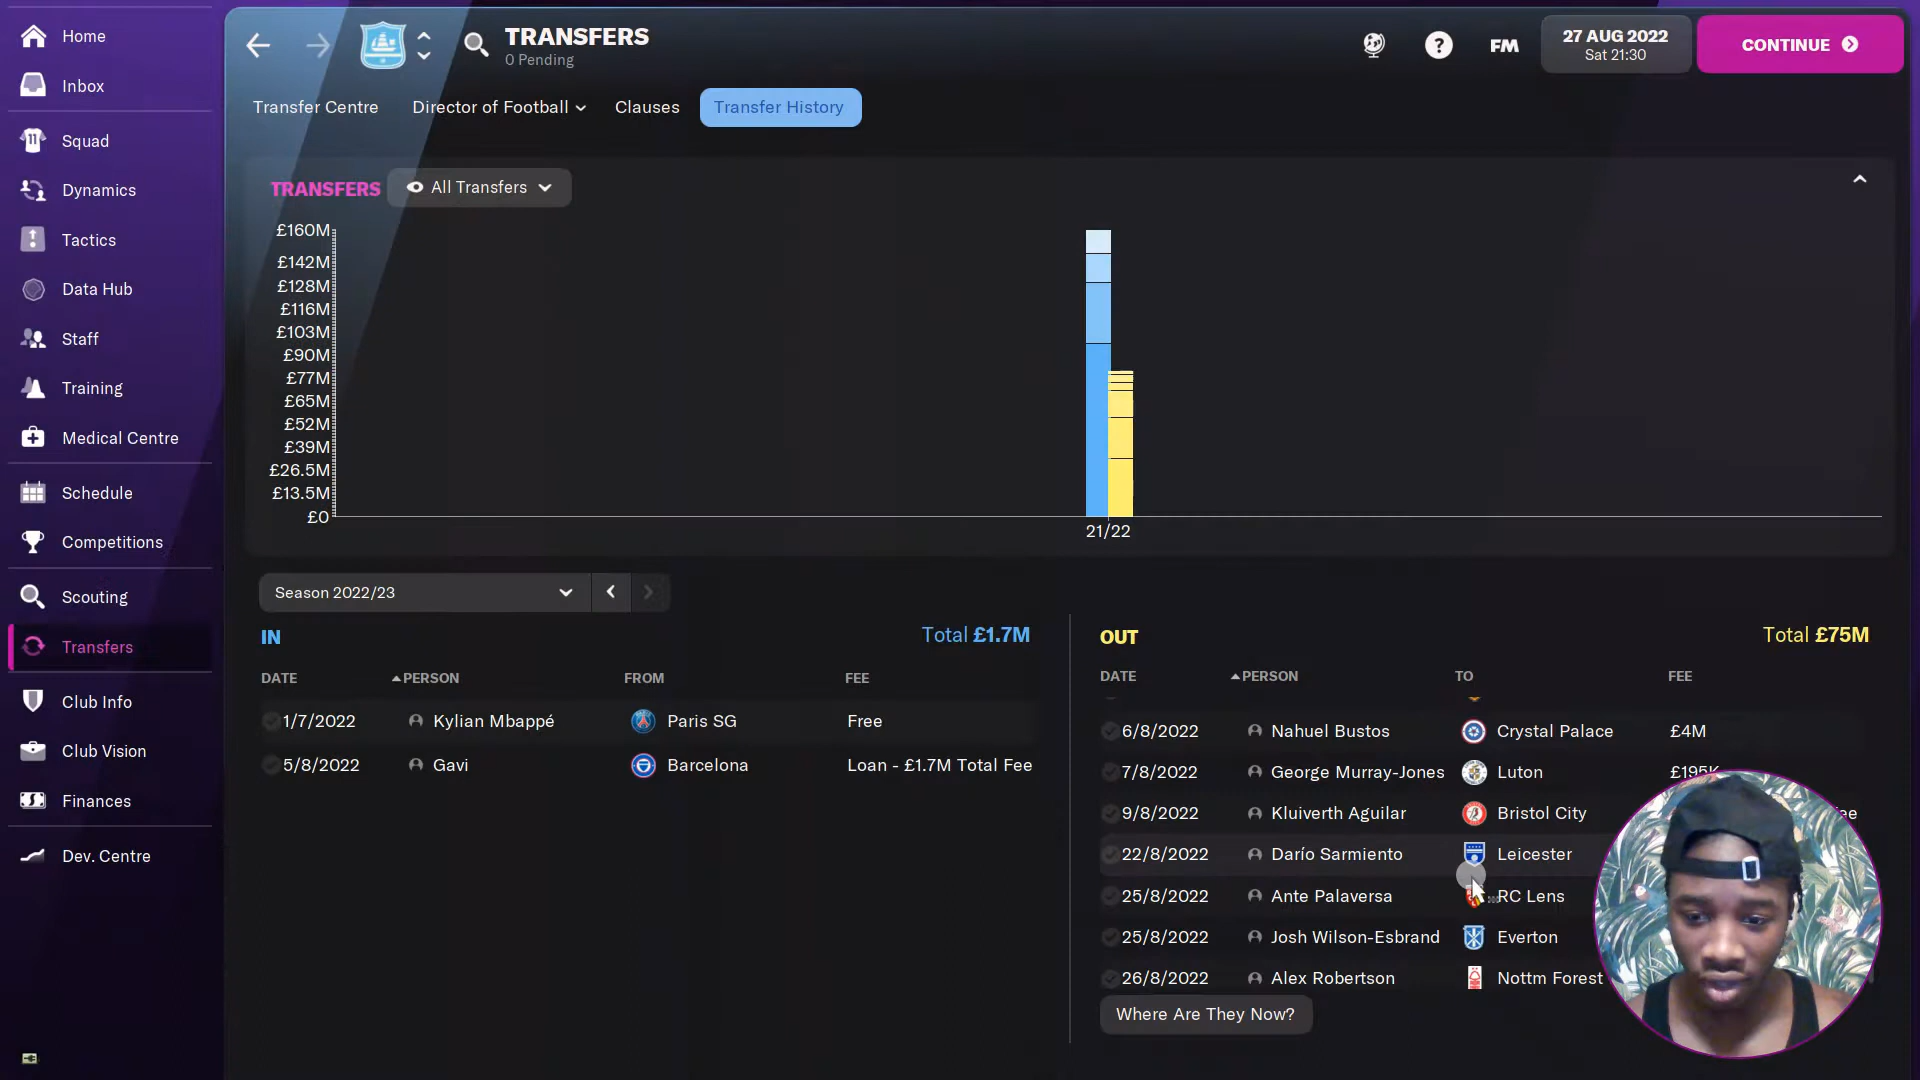 Home
Inbox
Squad
Dynamics
Tactics
Data Hub
Staff
Training
Medical Centre
Schedule
Competitions
Scouting
Transfers
Club Info
Club Vision
Finances
Dev. Centre
TRANSFERS
0 Pending
FM
27 AUG 2022
Sat 21:30
CONTINUE
Transfer Centre Director of Football Clauses Transfer History
TRANSFERS All Transfers
£160M
£142M
£128M
£116M
£103M
£90M
£77M
£65M
£52M
£39M
£26.5M
£13.5M
£0
21/22
Season 2022/23
IN Total £1.7M
DATE PERSON FROM FEE
1/7/2022 Kylian Mbappé Paris SG Free
5/8/2022 Gavi Barcelona Loan - £1.7M Total Fee
OUT Total £75M
DATE PERSON TO FEE
6/8/2022 Nahuel Bustos Crystal Palace £4M
7/8/2022 George Murray-Jones Luton £195K
9/8/2022 Kluiverth Aguilar Bristol City
22/8/2022 Darío Sarmiento Leicester
25/8/2022 Ante Palaversa RC Lens
25/8/2022 Josh Wilson-Esbrand Everton
26/8/2022 Alex Robertson Nottm Forest
Where Are They Now?